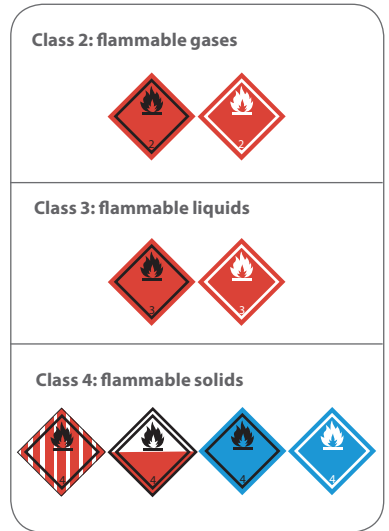 Class 2: flammable gases
2 2
Class 3: flammable liquids
3 3
Class 4: flammable solids
4 4 4 4